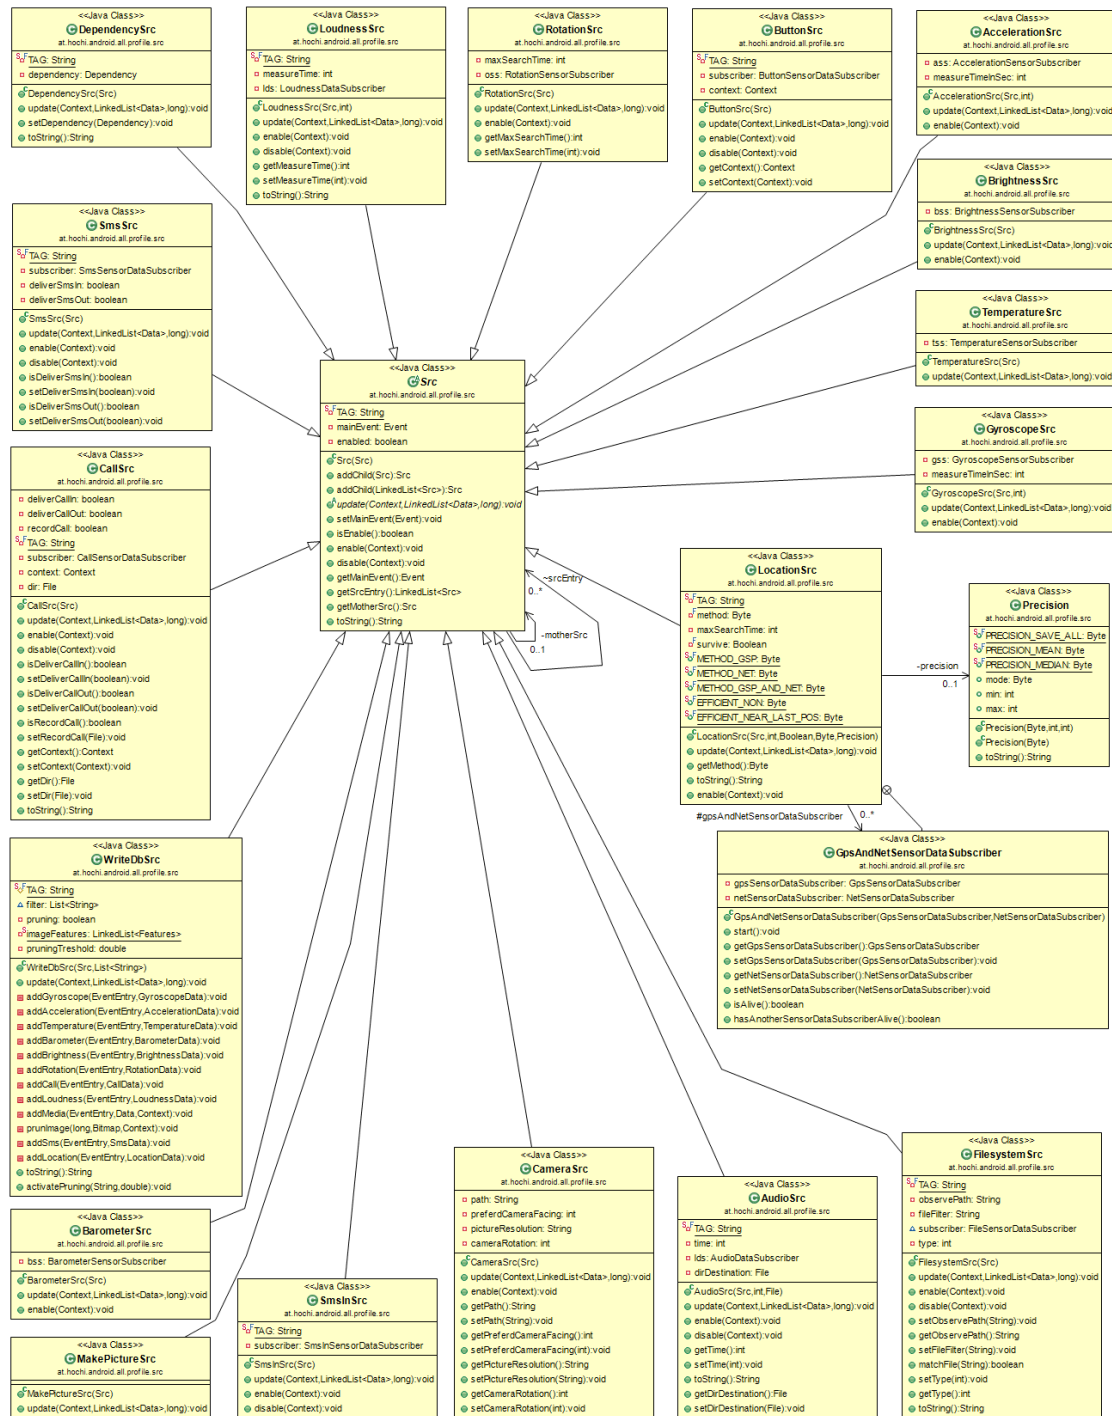 <<Java Class>>
DependencySrc
at.hochi.android.all.profile.src
TAG: String
dependency: Dependency
DependencySrc(Src)
update(Context,LinkedList<Data>,long):void
setDependency(Dependency):void
toString():String
<<Java Class>>
LoudnessSrc
at.hochi.android.all.profile.src
TAG: String
measureTime: int
lds: LoudnessDataSubscriber
LoudnessSrc(Src,int)
update(Context,LinkedList<Data>,long):void
enable(Context):void
disable(Context):void
getMeasureTime():int
setMeasureTime(int):void
toString():String
<<Java Class>>
RotationSrc
at.hochi.android.all.profile.src
maxSearchTime: int
oss: RotationSensorSubscriber
RotationSrc(Src)
update(Context,LinkedList<Data>,long):void
enable(Context):void
getMaxSearchTime():int
setMaxSearchTime(int):void
<<Java Class>>
ButtonSrc
at.hochi.android.all.profile.src
TAG: String
subscriber: ButtonSensorDataSubscriber
context: Context
ButtonSrc(Src)
update(Context,LinkedList<Data>,long):void
enable(Context):void
disable(Context):void
getContext():Context
setContext(Context):void
<<Java Class>>
AccelerationSrc
at.hochi.android.all.profile.src
ass: AccelerationSensorSubscriber
measureTimeInSec: int
AccelerationSrc(Src,int)
update(Context,LinkedList<Data>,long):void
enable(Context):void
<<Java Class>>
BrightnessSrc
at.hochi.android.all.profile.src
bss: BrightnessSensorSubscriber
BrightnessSrc(Src)
update(Context,LinkedList<Data>,long):void
enable(Context):void
<<Java Class>>
SmsSrc
at.hochi.android.all.profile.src
TAG: String
subscriber: SmsSensorDataSubscriber
deliverSmsIn: boolean
deliverSmsOut: boolean
SmsSrc(Src)
update(Context,LinkedList<Data>,long):void
enable(Context):void
disable(Context):void
isDeliverSmsIn():boolean
setDeliverSmsIn(boolean):void
isDeliverSmsOut():boolean
setDeliverSmsOut(boolean):void
<<Java Class>>
TemperatureSrc
at.hochi.android.all.profile.src
tss: TemperatureSensorSubscriber
TemperatureSrc(Src)
update(Context,LinkedList<Data>,long):void
<<Java Class>>
Src
at.hochi.android.all.profile.src
TAG: String
mainEvent: Event
enabled: boolean
Src(Src)
addChild(Src):Src
addChild(LinkedList<Src>):Src
update(Context,LinkedList<Data>,long):void
setMainEvent(Event):void
isEnable():boolean
enable(Context):void
disable(Context):void
getMainEvent():Event
getSrcEntry():LinkedList<Src>
getMotherSrc():Src
toString():String
~srcEntry
0..*
-motherSrc
0..1
<<Java Class>>
GyroscopeSrc
at.hochi.android.all.profile.src
gss: GyroscopeSensorSubscriber
measureTimeInSec: int
GyroscopeSrc(Src,int)
update(Context,LinkedList<Data>,long):void
enable(Context):void
<<Java Class>>
CallSrc
at.hochi.android.all.profile.src
deliverCallIn: boolean
deliverCallOut: boolean
recordCall: boolean
TAG: String
subscriber: CallSensorDataSubscriber
context: Context
dir: File
CallSrc(Src)
update(Context,LinkedList<Data>,long):void
enable(Context):void
disable(Context):void
isDeliverCallIn():boolean
setDeliverCallIn(boolean):void
isDeliverCallOut():boolean
setDeliverCallOut(boolean):void
isRecordCall():boolean
setRecordCall(File):void
getContext():Context
setContext(Context):void
getDir():File
setDir(File):void
toString():String
<<Java Class>>
LocationSrc
at.hochi.android.all.profile.src
TAG: String
method: Byte
maxSearchTime: int
survive: Boolean
METHOD_GSP: Byte
METHOD_NET: Byte
METHOD_GSP_AND_NET: Byte
EFFICIENT_NON: Byte
EFFICIENT_NEAR_LAST_POS: Byte
LocationSrc(Src,int,Boolean,Byte,Precision)
update(Context,LinkedList<Data>,long):void
getMethod():Byte
toString():String
enable(Context):void
-precision
0..1
<<Java Class>>
Precision
at.hochi.android.all.profile.src
PRECISION_SAVE_ALL: Byte
PRECISION_MEAN: Byte
PRECISION_MEDIAN: Byte
mode: Byte
min: int
max: int
Precision(Byte,int,int)
Precision(Byte)
toString():String
#gpsAndNetSensorDataSubscriber
0..*
<<Java Class>>
GpsAndNetSensorDataSubscriber
at.hochi.android.all.profile.src
gpsSensorDataSubscriber: GpsSensorDataSubscriber
netSensorDataSubscriber: NetSensorDataSubscriber
GpsAndNetSensorDataSubscriber(GpsSensorDataSubscriber,NetSensorDataSubscriber)
start():void
getGpsSensorDataSubscriber():GpsSensorDataSubscriber
setGpsSensorDataSubscriber(GpsSensorDataSubscriber):void
getNetSensorDataSubscriber():NetSensorDataSubscriber
setNetSensorDataSubscriber(NetSensorDataSubscriber):void
isAlive():boolean
hasAnotherSensorDataSubscriberAlive():boolean
<<Java Class>>
WriteDbSrc
at.hochi.android.all.profile.src
TAG: String
filter: List<String>
pruning: boolean
imageFeatures: LinkedList<Features>
pruningTreshold: double
WriteDbSrc(Src,List<String>)
update(Context,LinkedList<Data>,long):void
addGyroscope(EventEntry,GyroscopeData):void
addAcceleration(EventEntry,AccelerationData):void
addTemperature(EventEntry,TemperatureData):void
addBarometer(EventEntry,BarometerData):void
addBrightness(EventEntry,BrightnessData):void
addRotation(EventEntry,RotationData):void
addCall(EventEntry,CallData):void
addLoudness(EventEntry,LoudnessData):void
addMedia(EventEntry,Data,Context):void
prunImage(long,Bitmap,Context):void
addSms(EventEntry,SmsData):void
addLocation(EventEntry,LocationData):void
toString():String
activatePruning(String,double):void
<<Java Class>>
BarometerSrc
at.hochi.android.all.profile.src
bss: BarometerSensorSubscriber
BarometerSrc(Src)
update(Context,LinkedList<Data>,long):void
enable(Context):void
<<Java Class>>
MakePictureSrc
at.hochi.android.all.profile.src
MakePictureSrc(Src)
update(Context,LinkedList<Data>,long):void
<<Java Class>>
SmsInSrc
at.hochi.android.all.profile.src
TAG: String
subscriber: SmsInSensorDataSubscriber
SmsInSrc(Src)
update(Context,LinkedList<Data>,long):void
enable(Context):void
disable(Context):void
<<Java Class>>
CameraSrc
at.hochi.android.all.profile.src
path: String
preferdCameraFacing: int
pictureResolution: String
cameraRotation: int
CameraSrc(Src)
update(Context,LinkedList<Data>,long):void
enable(Context):void
getPath():String
setPath(String):void
getPreferdCameraFacing():int
setPreferdCameraFacing(int):void
getPictureResolution():String
setPictureResolution(String):void
getCameraRotation():int
setCameraRotation(int):void
<<Java Class>>
AudioSrc
at.hochi.android.all.profile.src
TAG: String
time: int
lds: AudioDataSubscriber
dirDestination: File
AudioSrc(Src,int,File)
update(Context,LinkedList<Data>,long):void
enable(Context):void
disable(Context):void
getTime():int
setTime(int):void
toString():String
getDirDestination():File
setDirDestination(File):void
<<Java Class>>
FilesystemSrc
at.hochi.android.all.profile.src
TAG: String
observePath: String
fileFilter: String
subscriber: FileSensorDataSubscriber
type: int
FilesystemSrc(Src)
update(Context,LinkedList<Data>,long):void
enable(Context):void
disable(Context):void
setObservePath(String):void
getObservePath():String
setFileFilter(String):void
matchFile(String):boolean
setType(int):void
getType():int
toString():String